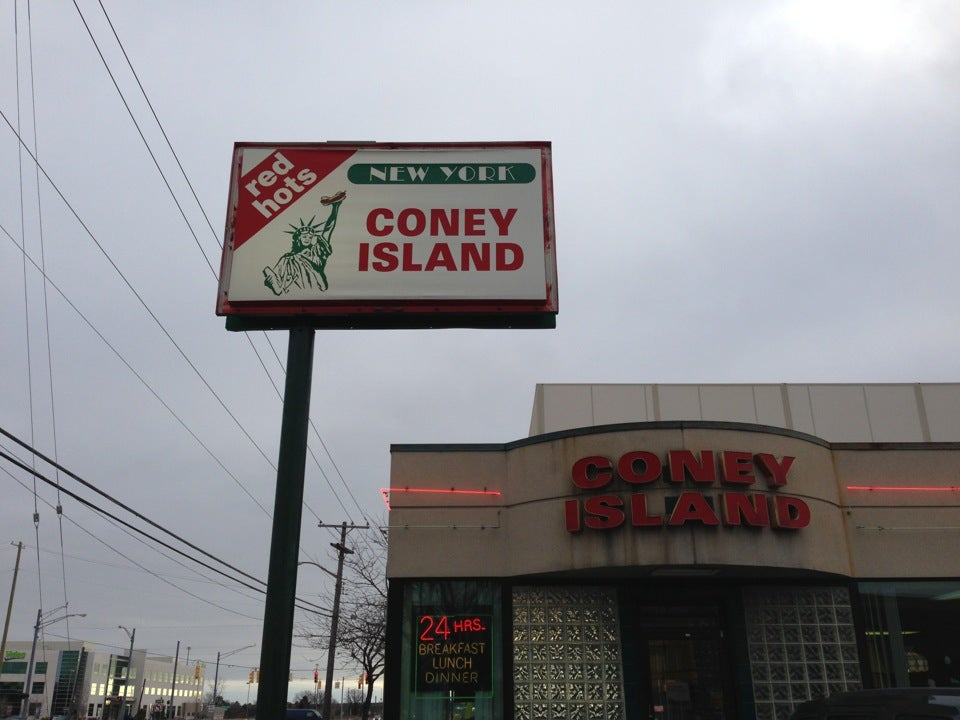 red
hots
NEW YORK
CONEY
ISLAND
CONEY
ISLAND
24 HRS.
BREAKFAST
LUNCH
DINNER